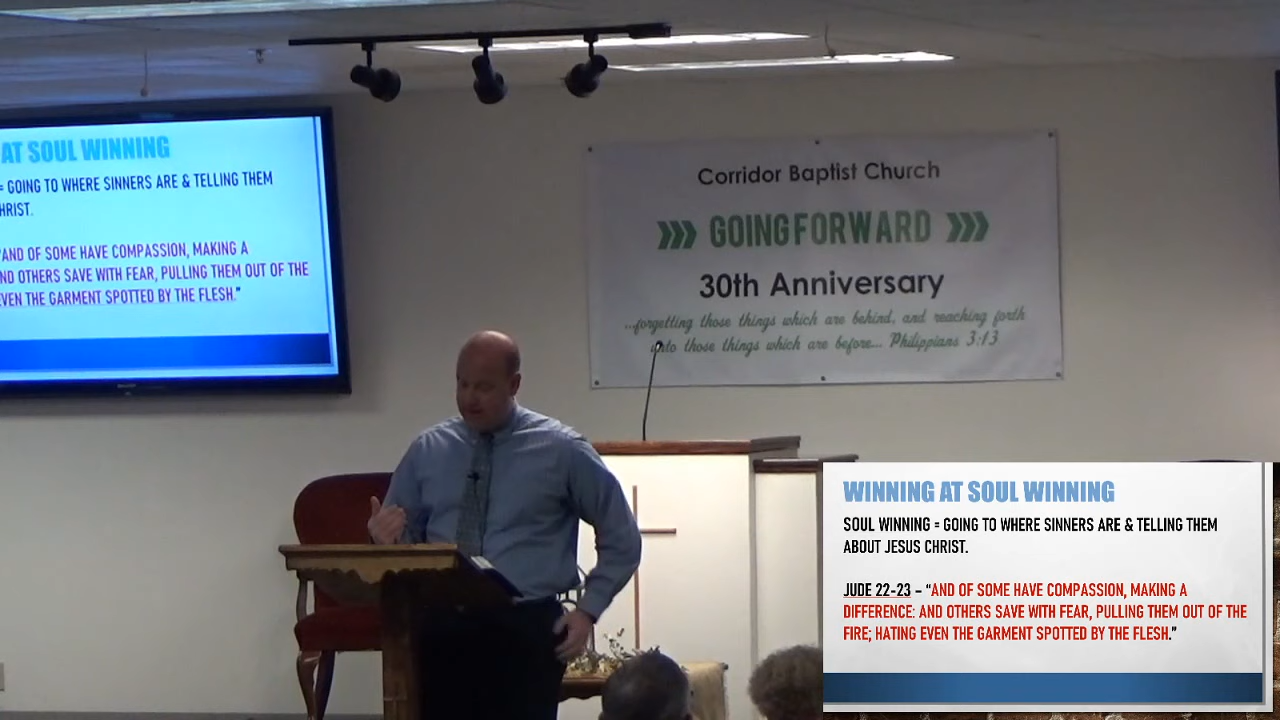 AT SOUL WINNING
= GOING TO WHERE SINNERS ARE & TELLING THEM
HRIST.
"AND OF SOME HAVE COMPASSION, MAKING A
ND OTHERS SAVE WITH FEAR, PULLING THEM OUT OF THE
EVEN THE GARMENT SPOTTED BY THE FLESH."
Corridor Baptist Church
GOING FORWARD
30th Anniversary
...forgetting those things which are behind, and reaching forth
unto those things which are before... Philippians 3:13
WINNING AT SOUL WINNING
SOUL WINNING = GOING TO WHERE SINNERS ARE & TELLING THEM
ABOUT JESUS CHRIST.
JUDE 22-23 – "AND OF SOME HAVE COMPASSION, MAKING A
DIFFERENCE: AND OTHERS SAVE WITH FEAR, PULLING THEM OUT OF THE
FIRE; HATING EVEN THE GARMENT SPOTTED BY THE FLESH."